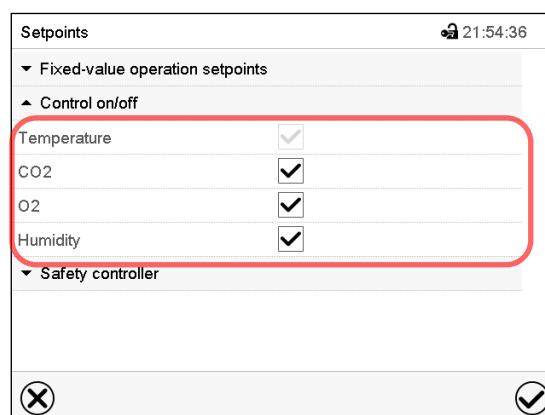 Setpoints 21:54:36
Fixed-value operation setpoints
Control on/off
Temperature
CO2
O2
Humidity
Safety controller